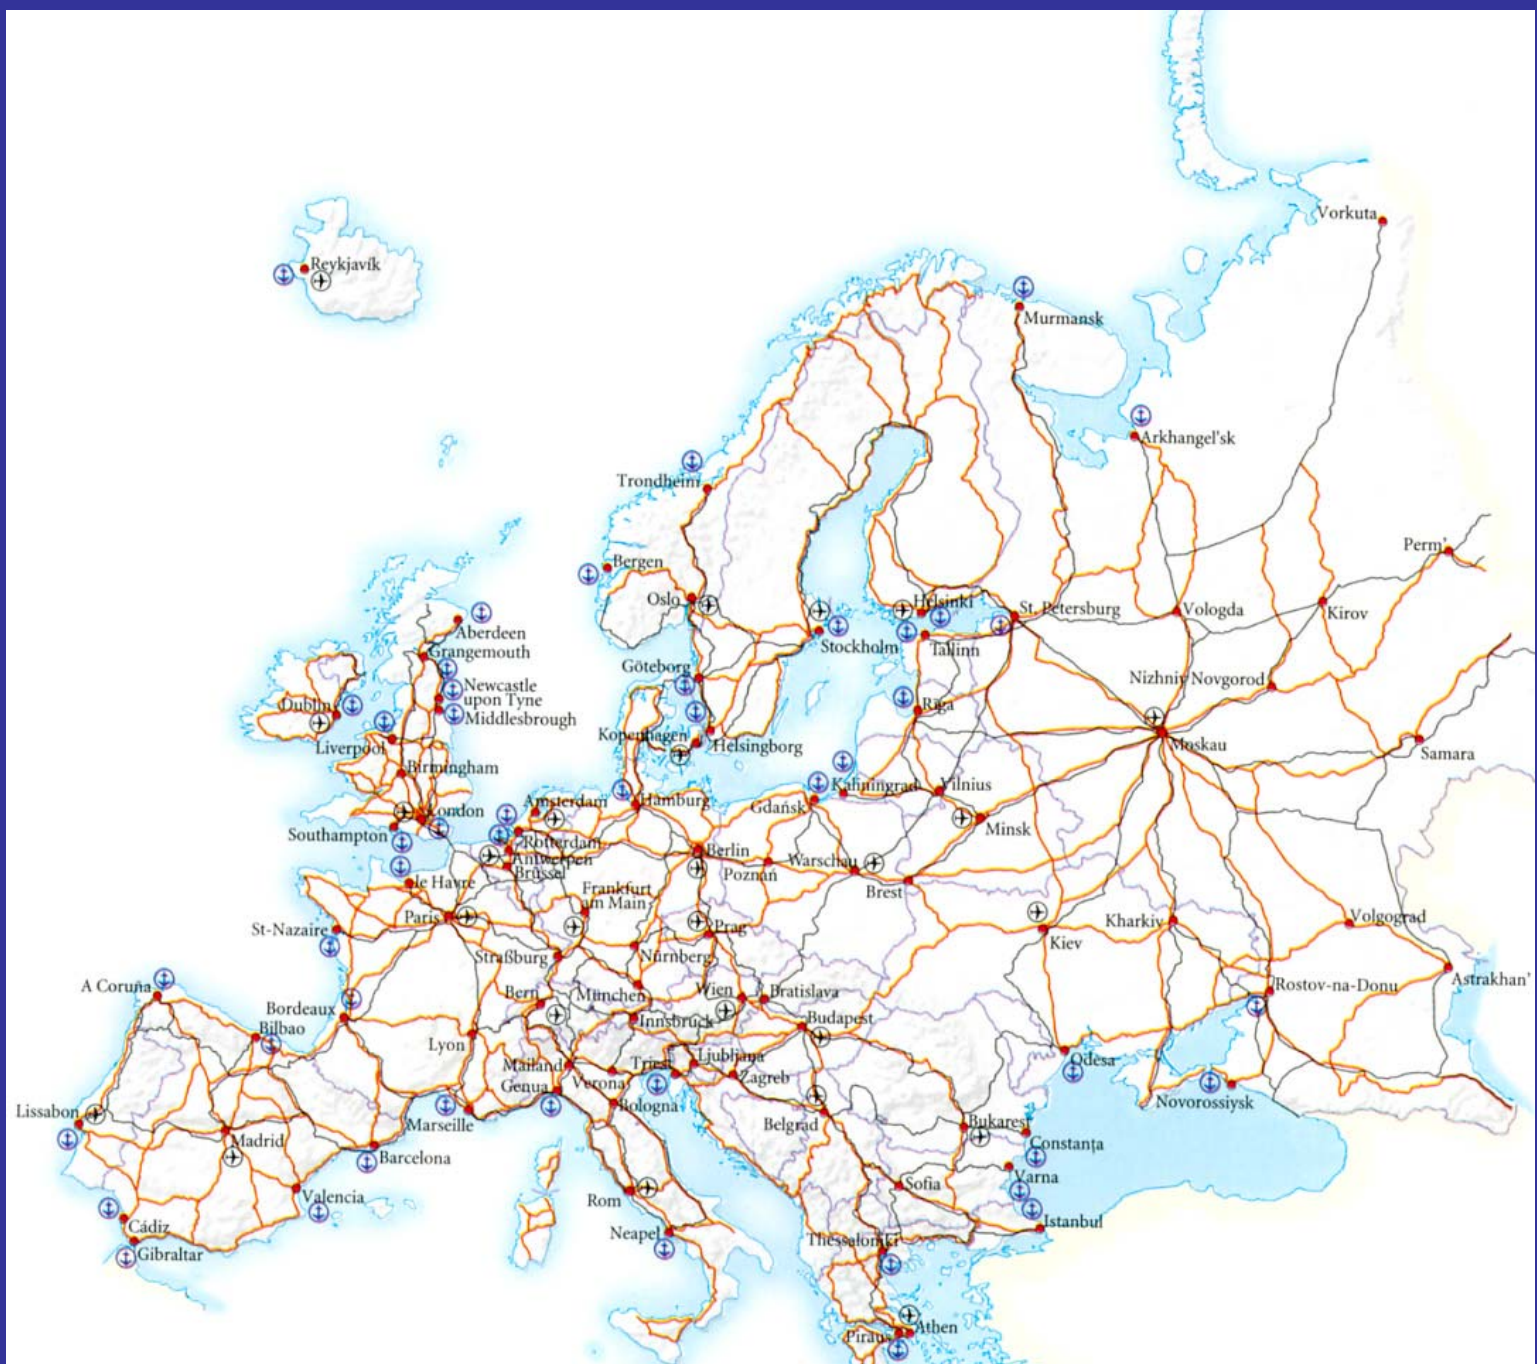 Vorkuta
Reykjavík
Murmansk
Arkhangel'sk
Trondheim
Perm'
Bergen
Oslo
Helsinki
St. Petersburg
Vologda
Kirov
Aberdeen
Grangemouth
Stockholm
Tallinn
Göteborg
Nizhniy Novgorod
Newcastle
upon Tyne
Dublin
Riga
Middlesbrough
Kopenhagen
Helsingborg
Moskau
Liverpool
Samara
Birmingham
Kaliningrad
Vilnius
Amsterdam
Hamburg
Gdańsk
London
Minsk
Southampton
Rotterdam
Berlin
Antwerpen
Warschau
Brüssel
Poznań
le Havre
Frankfurt
am Main
Brest
Paris
Volgograd
Kharkiv
St-Nazaire
Prag
Kiev
Straßburg
Nürnberg
Astrakhan'
A Coruña
Bern
München
Wien
Bratislava
Rostov-na-Donu
Bordeaux
Innsbruck
Budapest
Bilbao
Lyon
Mailand
Triest
Ljubljana
Odesa
Genua
Verona
Zagreb
Bologna
Novorossiysk
Lissabon
Marseille
Belgrad
Bukarest
Madrid
Constanța
Barcelona
Varna
Sofia
Valencia
Rom
Cádiz
Neapel
Istanbul
Thessaloniki
Gibraltar
Athen
Piräus